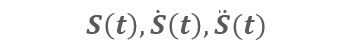 S(t), Ṡ(t), S̈(t)